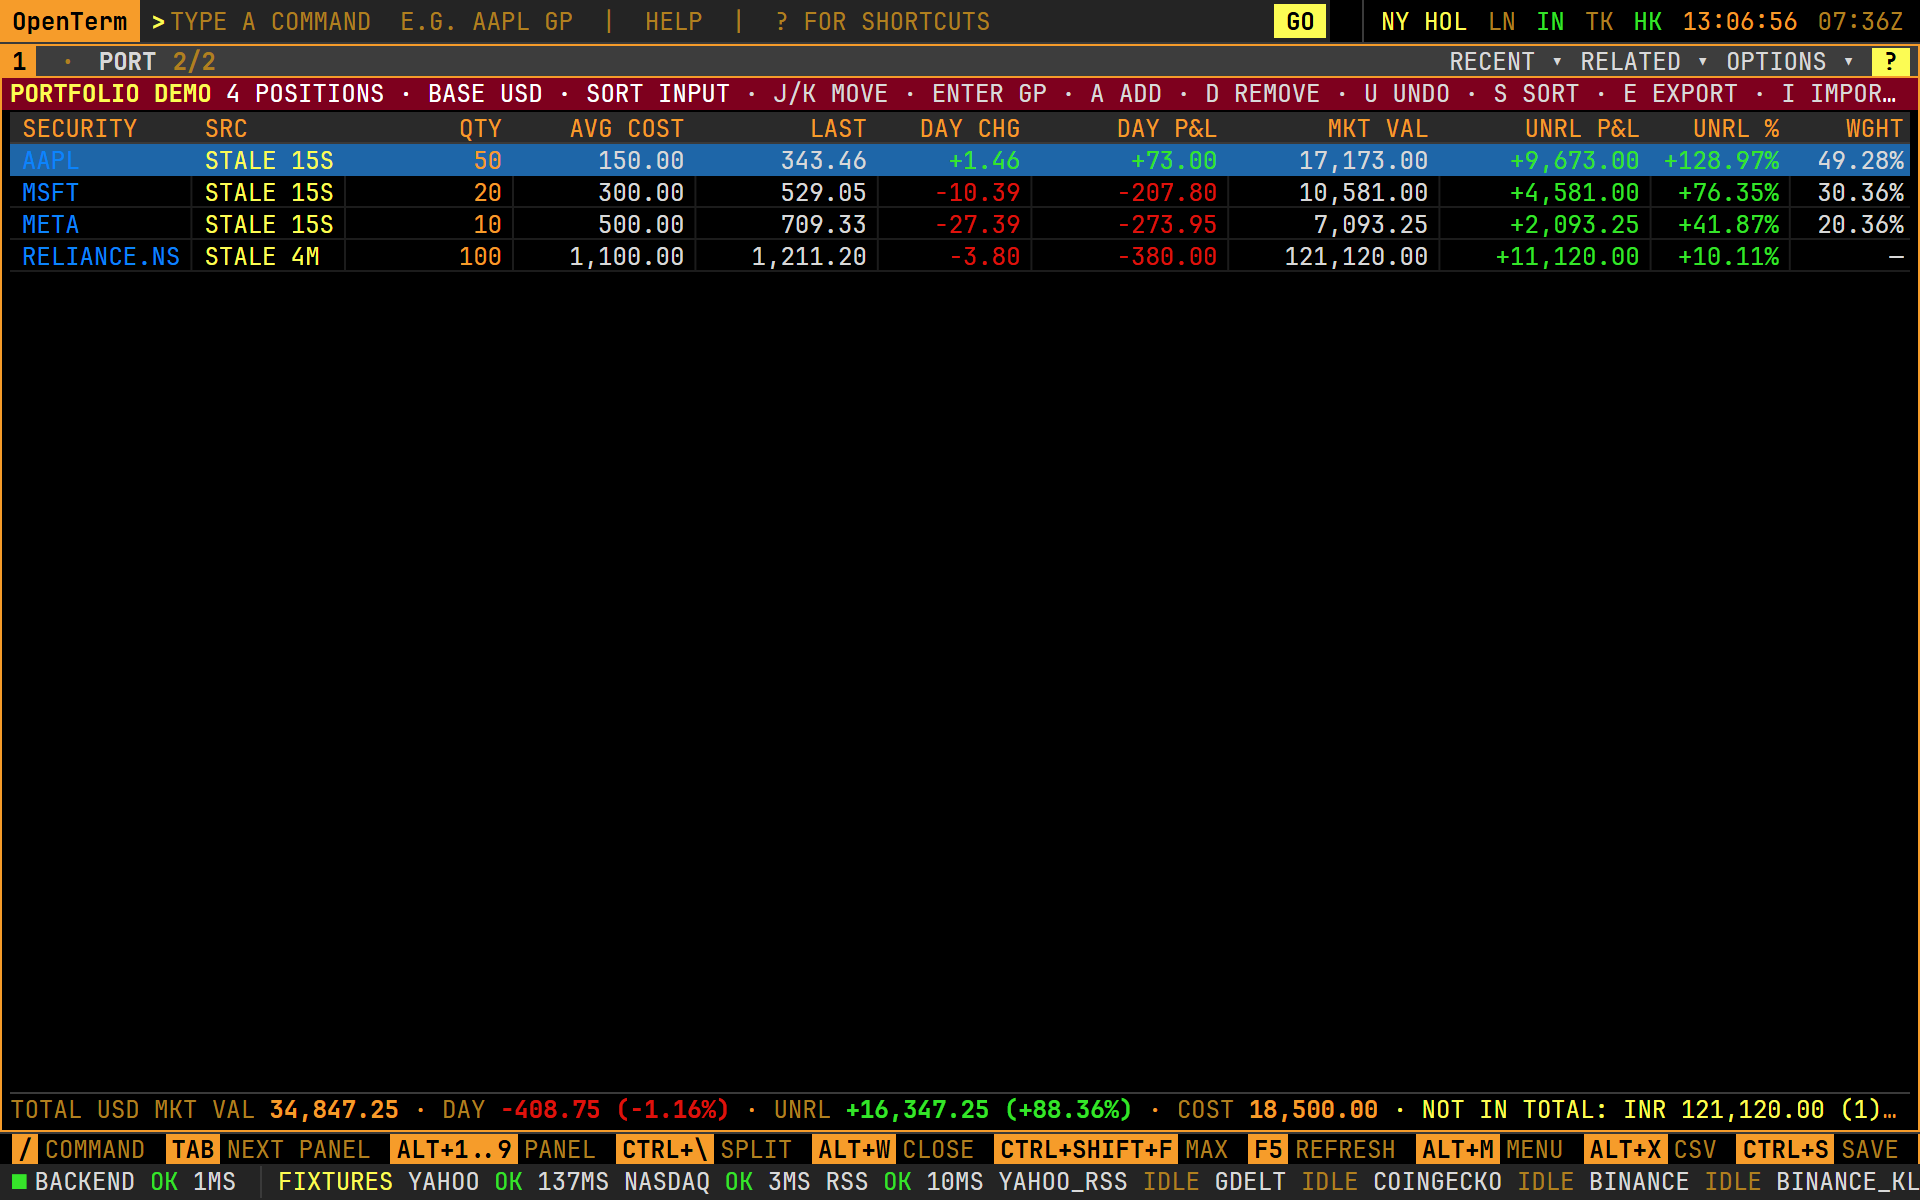 OpenTerm >TYPE A COMMAND E.G. AAPL GP | HELP | ? FOR SHORTCUTS GO NY HOL LN IN TK HK 13:06:56 07:36Z
1 · PORT 2/2 RECENT ▾ RELATED ▾ OPTIONS ▾ ?
PORTFOLIO DEMO 4 POSITIONS · BASE USD · SORT INPUT · J/K MOVE · ENTER GP · A ADD · D REMOVE · U UNDO · S SORT · E EXPORT · I IMPOR…
SECURITY SRC QTY AVG COST LAST DAY CHG DAY P&L MKT VAL UNRL P&L UNRL % WGHT
AAPL STALE 15S 50 150.00 343.46 +1.46 +73.00 17,173.00 +9,673.00 +128.97% 49.28%
MSFT STALE 15S 20 300.00 529.05 -10.39 -207.80 10,581.00 +4,581.00 +76.35% 30.36%
META STALE 15S 10 500.00 709.33 -27.39 -273.95 7,093.25 +2,093.25 +41.87% 20.36%
RELIANCE.NS STALE 4M 100 1,100.00 1,211.20 -3.80 -380.00 121,120.00 +11,120.00 +10.11% —
TOTAL USD MKT VAL 34,847.25 · DAY -408.75 (-1.16%) · UNRL +16,347.25 (+88.36%) · COST 18,500.00 · NOT IN TOTAL: INR 121,120.00 (1)…
/ COMMAND TAB NEXT PANEL ALT+1..9 PANEL CTRL+\ SPLIT ALT+W CLOSE CTRL+SHIFT+F MAX F5 REFRESH ALT+M MENU ALT+X CSV CTRL+S SAVE
BACKEND OK 1MS FIXTURES YAHOO OK 137MS NASDAQ OK 3MS RSS OK 10MS YAHOO_RSS IDLE GDELT IDLE COINGECKO IDLE BINANCE IDLE BINANCE_KL